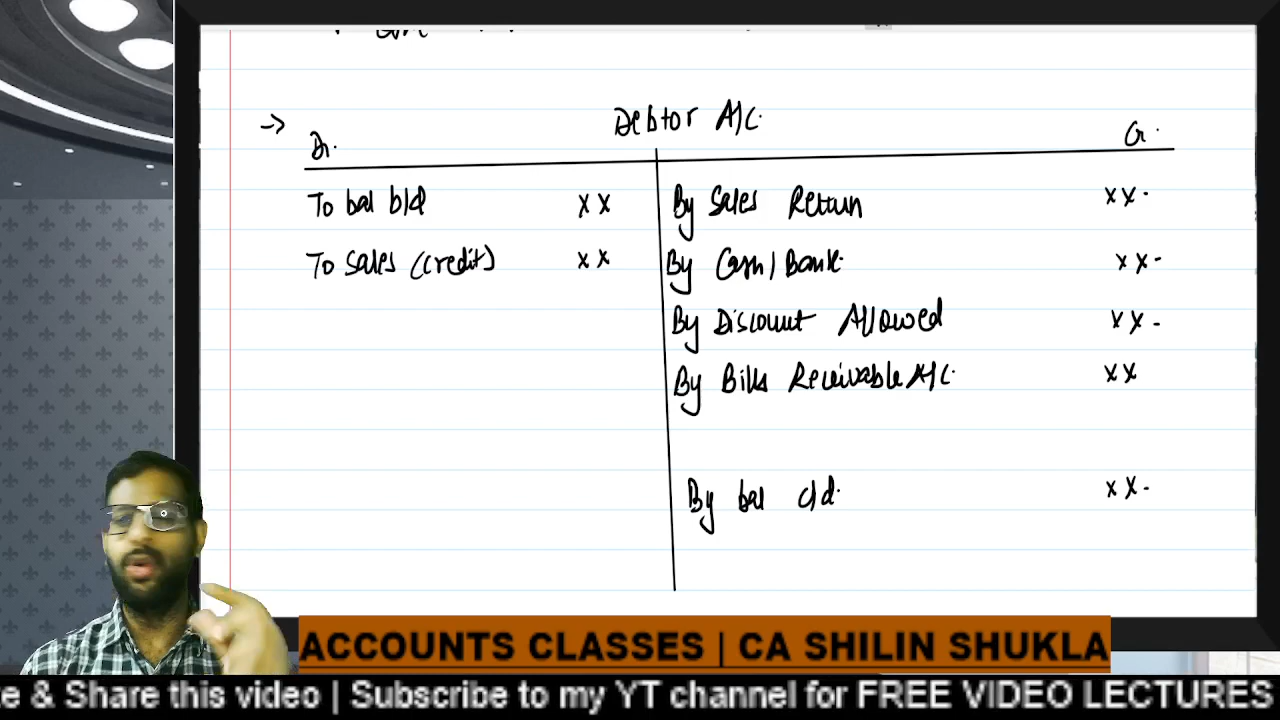 → Debtor A/C.
Dr. Cr.
To bal b/d xx By Sales Return xx.
To Sales (credit) xx By Cash/Bank xx.
By Discount Allowed xx.
By Bills Receivable A/C. xx
By bal c/d. xx.
ACCOUNTS CLASSES | CA SHILIN SHUKLA
e & Share this video | Subscribe to my YT channel for FREE VIDEO LECTURES